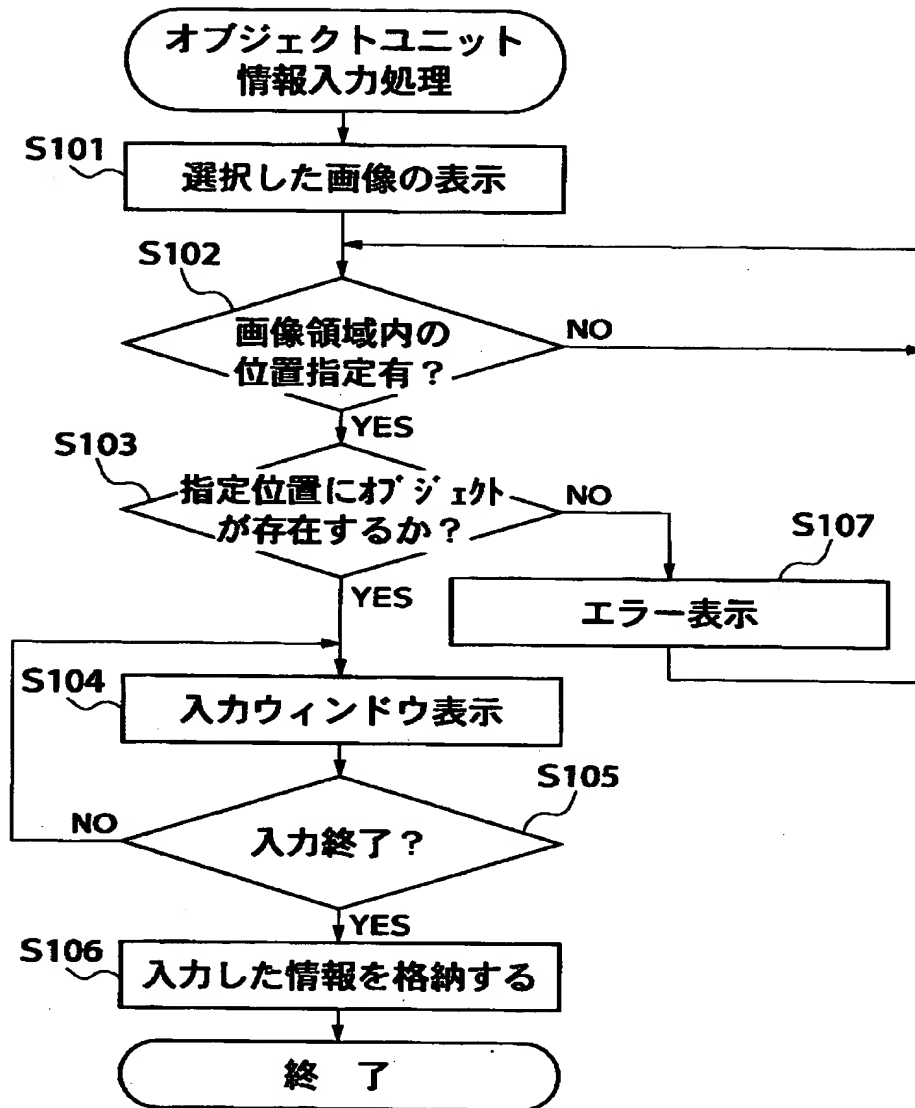 オブジェクトユニット
情報入力処理
S101
選択した画像の表示
S102
画像領域内の
位置指定有？
NO
YES
S103
指定位置にｵﾌﾞｼﾞｪｸﾄ
が存在するか？
NO
S107
YES
エラー表示
S104
入力ウィンドウ表示
S105
NO
入力終了？
YES
S106
入力した情報を格納する
終 了